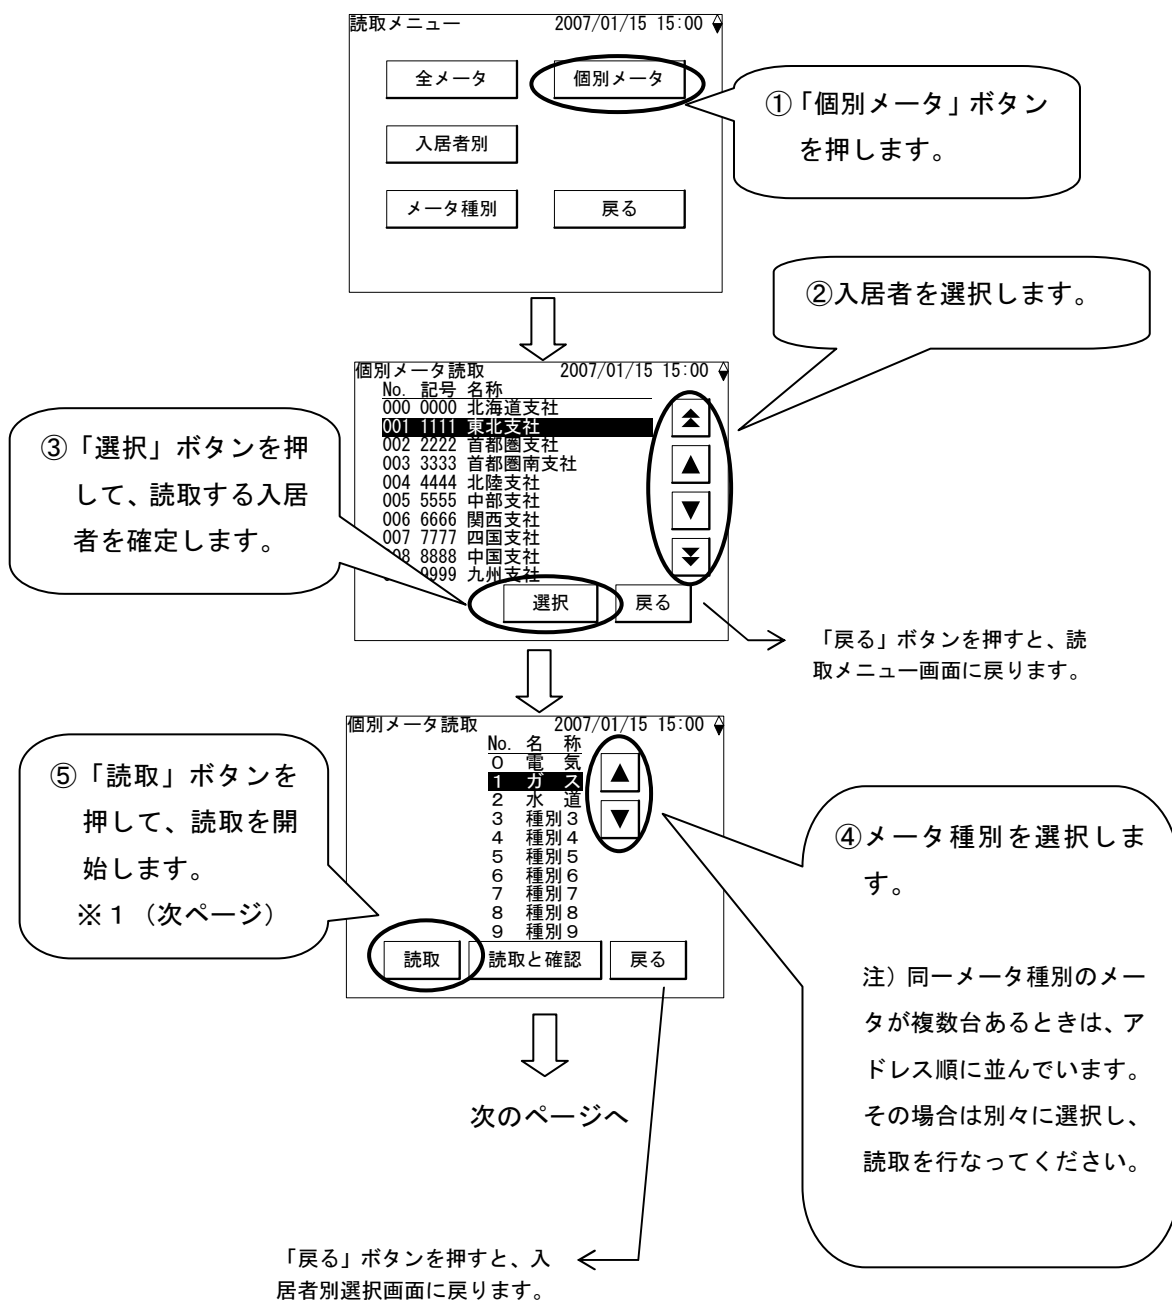 読取メニュー 2007/01/15 15:00
全メータ 個別メータ
入居者別
メータ種別 戻る
①「個別メータ」ボタン
を押します。
②入居者を選択します。
個別メータ読取 2007/01/15 15:00
No. 記号 名称
000 0000 北海道支社
001 1111 東北支社
002 2222 首都圏支社
003 3333 首都圏南支社
004 4444 北陸支社
005 5555 中部支社
006 6666 関西支社
007 7777 四国支社
008 8888 中国支社
9999 九州支社
選択 戻る
③「選択」ボタンを押
して、読取する入居
者を確定します。
「戻る」ボタンを押すと、読
取メニュー画面に戻ります。
個別メータ読取 2007/01/15 15:00
No. 名 称
0 電 気
1 ガ ス
2 水 道
3 種別3
4 種別4
5 種別5
6 種別6
7 種別7
8 種別8
9 種別9
読取 読取と確認 戻る
⑤「読取」ボタンを
押して、読取を開
始します。
※1(次ページ)
④メータ種別を選択しま
す。
注)同一メータ種別のメー
タが複数台あるときは、ア
ドレス順に並んでいます。
その場合は別々に選択し、
読取を行なってください。
次のページへ
「戻る」ボタンを押すと、入
居者別選択画面に戻ります。